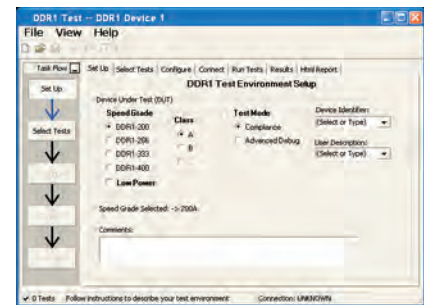 DDR1 Test -- DDR1 Device 1
File View Help
Task Flow
Set Up Select Tests Configure Connect Run Tests Results Html Report
DDR1 Test Environment Setup
Set Up
Select Tests
Device Under Test (DUT)
Speed Grade
DDR1-200
DDR1-266
DDR1-333
DDR1-400
Low Power
Class
A
B
Test Mode
Compliance
Advanced Debug
Device Identifier:
(Select or Type)
User Description:
(Select or Type)
Speed Grade Selected: -> 200A
Comments:
0 Tests Follow instructions to describe your test environment Connection: UNKNOWN